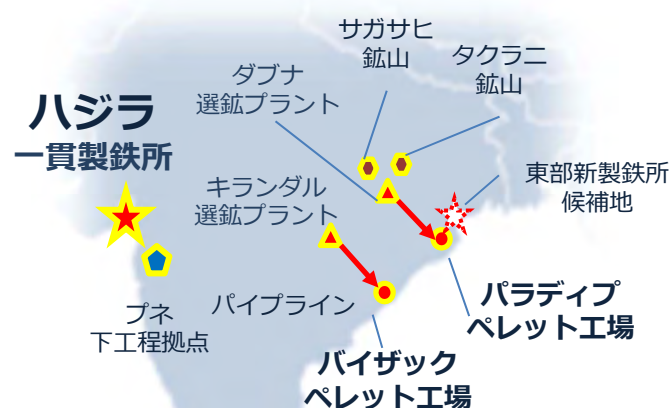 サガサヒ
鉱山
タクラニ
鉱山
ダブナ
選鉱プラント
ハジラ
一貫製鉄所
東部新製鉄所
候補地
キランダル
選鉱プラント
パラディプ
ペレット工場
プネ
下工程拠点
パイプライン
バイザック
ペレット工場